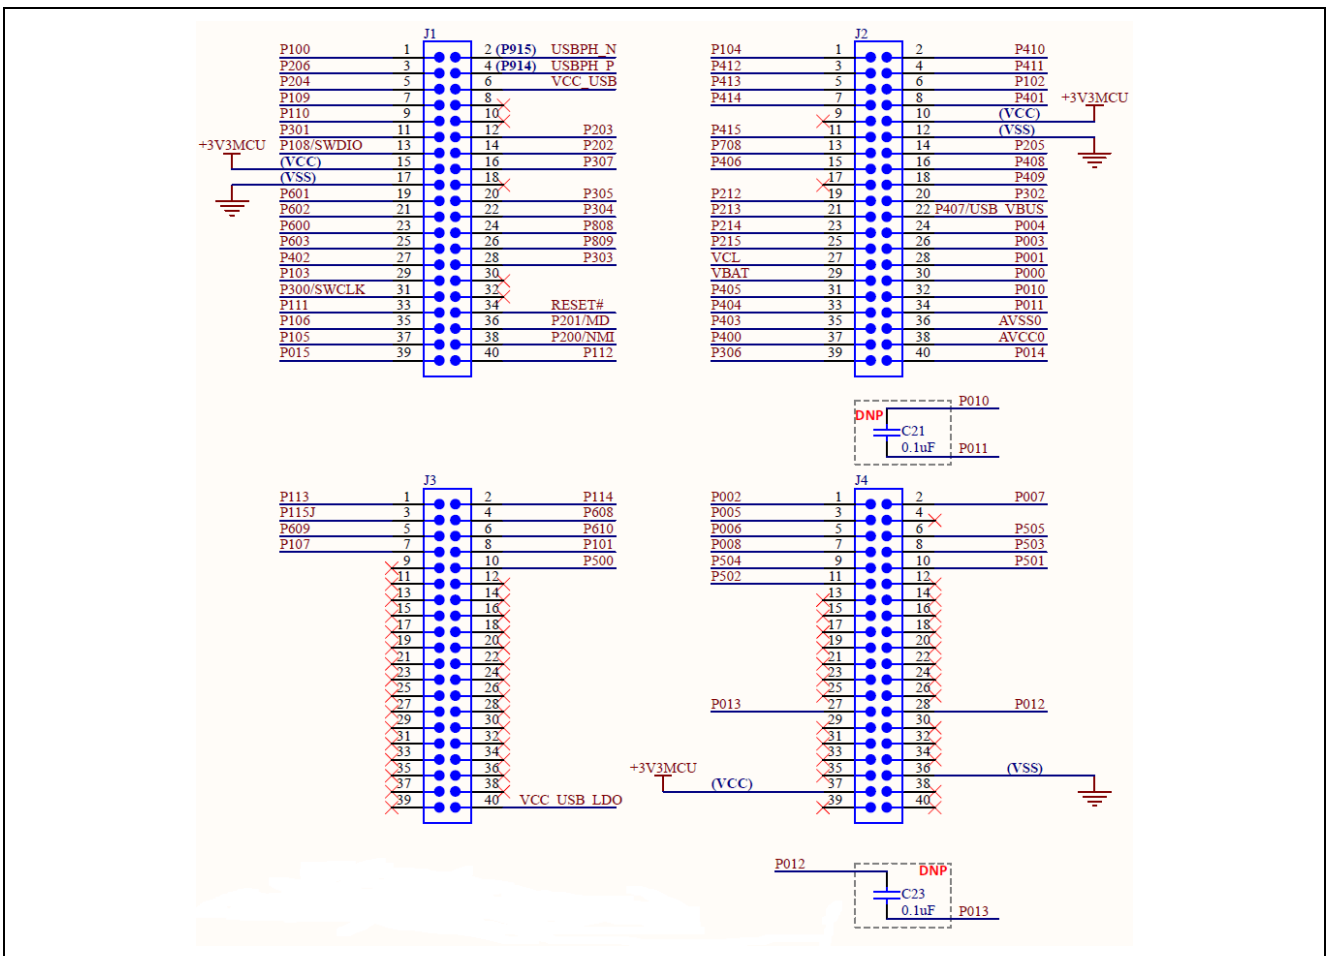 J1
P100 1 2 (P915) USBPH_N
P206 3 4 (P914) USBPH_P
P204 5 6 VCC_USB
P109 7 8
P110 9 10
P301 11 12 P203
P108/SWDIO 13 14 P202
+3V3MCU (VCC) 15 16 P307
(VSS) 17 18
P601 19 20 P305
P602 21 22 P304
P600 23 24 P808
P603 25 26 P809
P402 27 28 P303
P103 29 30
P300/SWCLK 31 32
P111 33 34 RESET#
P106 35 36 P201/MD
P105 37 38 P200/NMI
P015 39 40 P112
J2
P104 1 2 P410
P412 3 4 P411
P413 5 6 P102
P414 7 8 P401 +3V3MCU
9 10 (VCC)
P415 11 12 (VSS)
P708 13 14 P205
P406 15 16 P408
17 18 P409
P212 19 20 P302
P213 21 22 P407/USB_VBUS
P214 23 24 P004
P215 25 26 P003
VCL 27 28 P001
VBAT 29 30 P000
P405 31 32 P010
P404 33 34 P011
P403 35 36 AVSS0
P400 37 38 AVCC0
P306 39 40 P014
P010
DNP
C21
0.1uF P011
J3
P113 1 2 P114
P115J 3 4 P608
P609 5 6 P610
P107 7 8 P101
9 10 P500
11 12
13 14
15 16
17 18
19 20
21 22
23 24
25 26
27 28
29 30
31 32
33 34
35 36
37 38
39 40 VCC_USB_LDO
J4
P002 1 2 P007
P005 3 4
P006 5 6 P505
P008 7 8 P503
P504 9 10 P501
P502 11 12
13 14
15 16
17 18
19 20
21 22
23 24
25 26
P013 27 28 P012
29 30
31 32
33 34
+3V3MCU 35 36 (VSS)
(VCC) 37 38
39 40
P012 DNP
C23
0.1uF P013